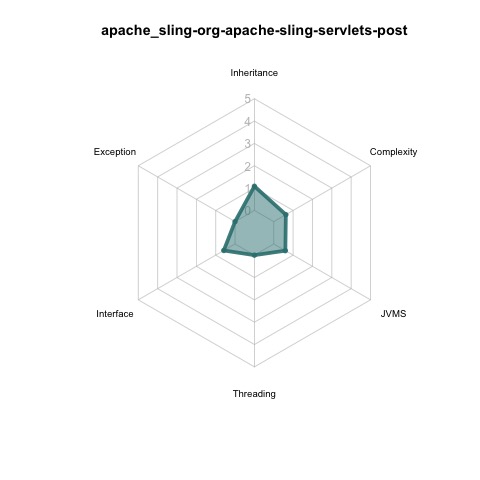 apache_sling-org-apache-sling-servlets-post
Inheritance
5
Exception
4
Complexity
3
2
1
0
Interface
JVMS
Threading